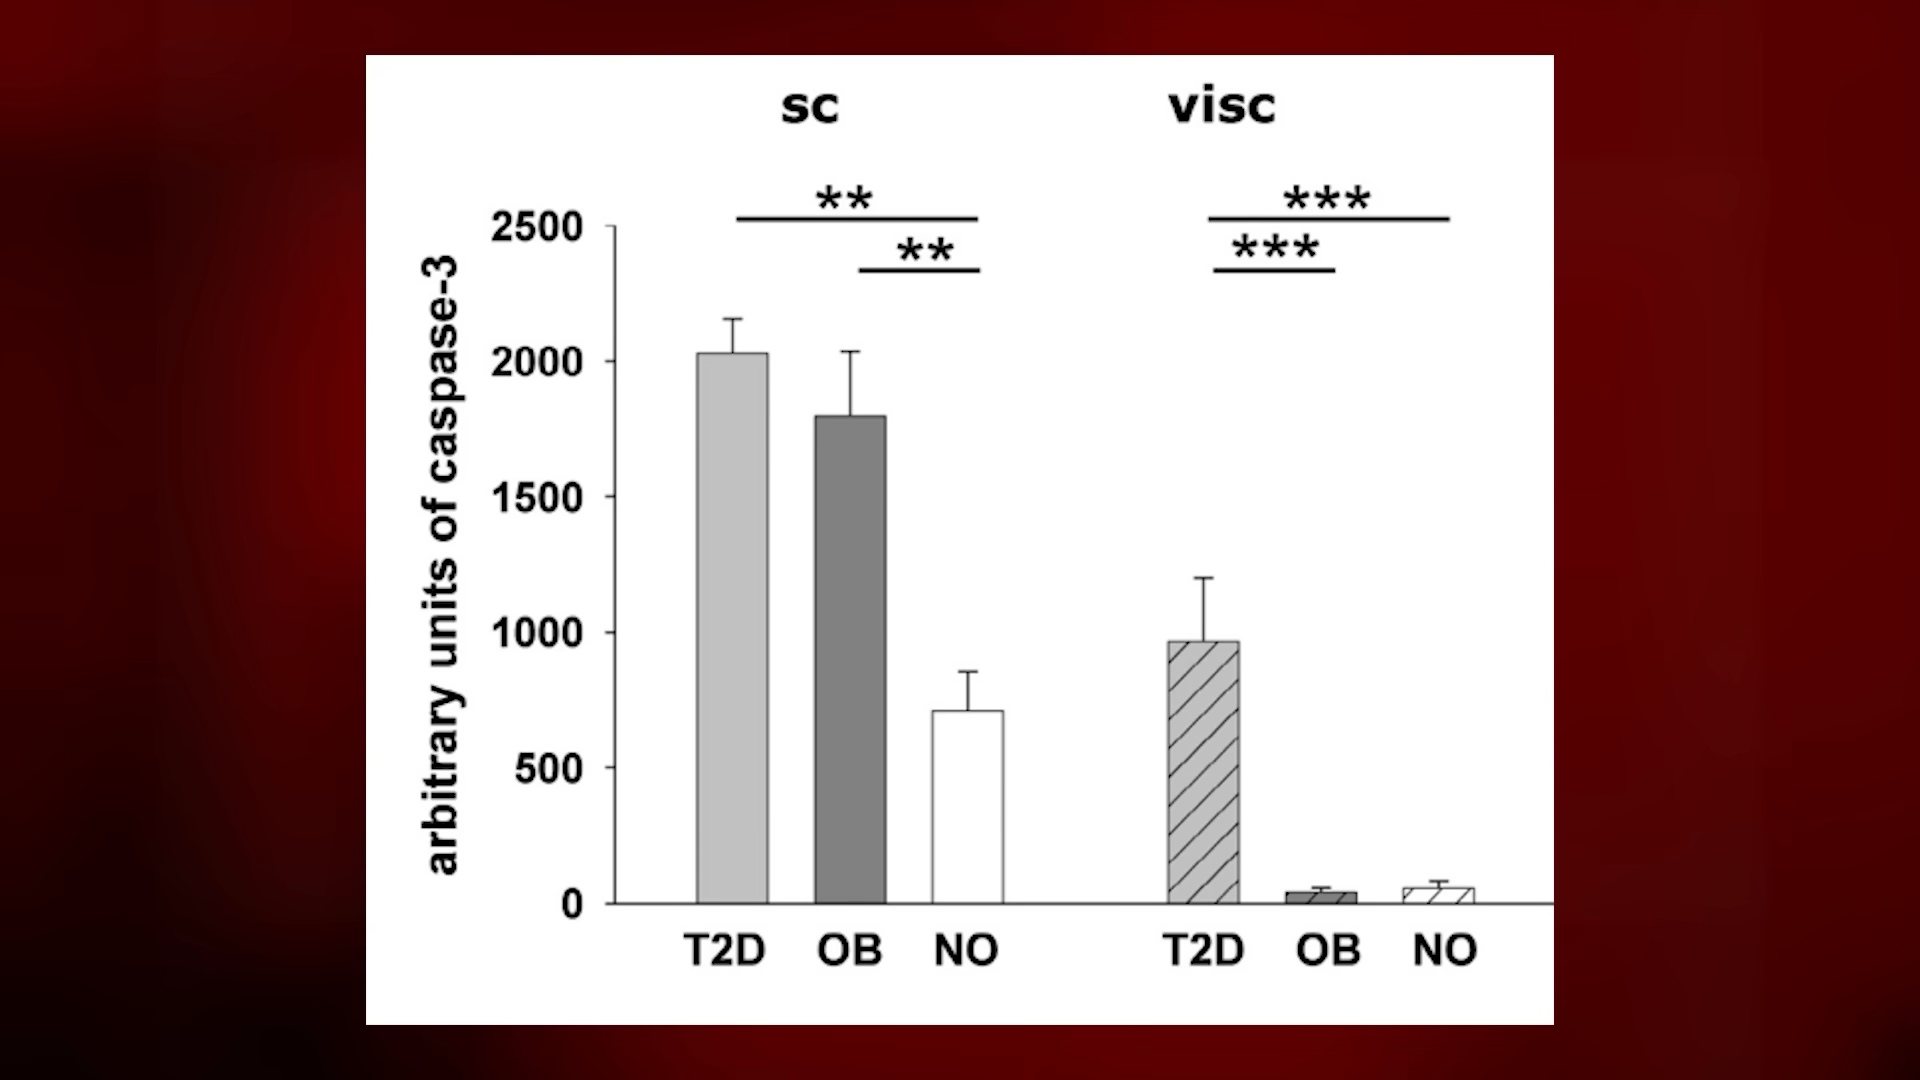 sc visc
** ***
** ***
arbitrary units of caspase-3
2500
2000
1500
1000
500
0
T2D OB NO T2D OB NO